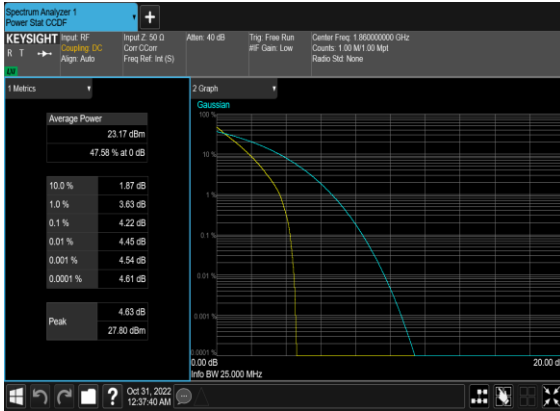 Spectrum Analyzer 1
Power Stat CCDF
KEYSIGHT
R T
LVI
Input: RF
Coupling: DC
Align: Auto
Input Z: 50 Ω
Corr CCorr
Freq Ref: Int (S)
Atten: 40 dB
Trig: Free Run
#IF Gain: Low
Center Freq: 1.860000000 GHz
Counts: 1.00 M/1.00 Mpt
Radio Std: None
1 Metrics
Average Power
23.17 dBm
47.58 % at 0 dB
10.0 % 1.87 dB
1.0 % 3.63 dB
0.1 % 4.22 dB
0.01 % 4.45 dB
0.001 % 4.54 dB
0.0001 % 4.61 dB
Peak
4.63 dB
27.80 dBm
2 Graph
Gaussian
100 %
10 %
1 %
0.1 %
0.01 %
0.001 %
0.0001 %
0.00 dB
20.00 d
Info BW 25.000 MHz
Oct 31, 2022
12:37:40 AM